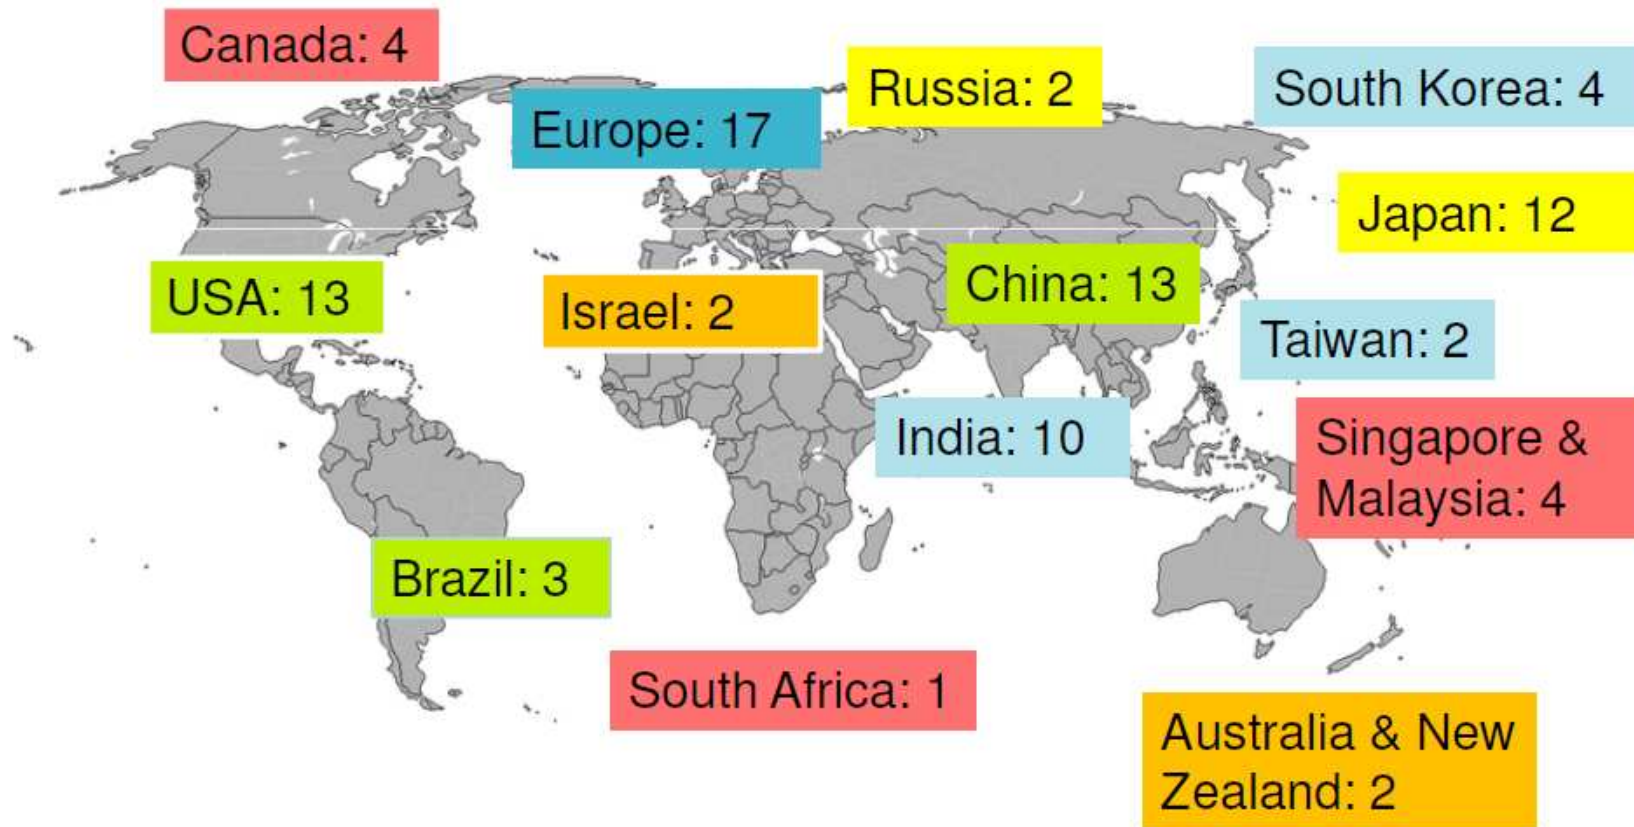 Canada: 4
Russia: 2
South Korea: 4
Europe: 17
Japan: 12
USA: 13
Israel: 2
China: 13
Taiwan: 2
India: 10
Singapore &
Malaysia: 4
Brazil: 3
South Africa: 1
Australia & New
Zealand: 2